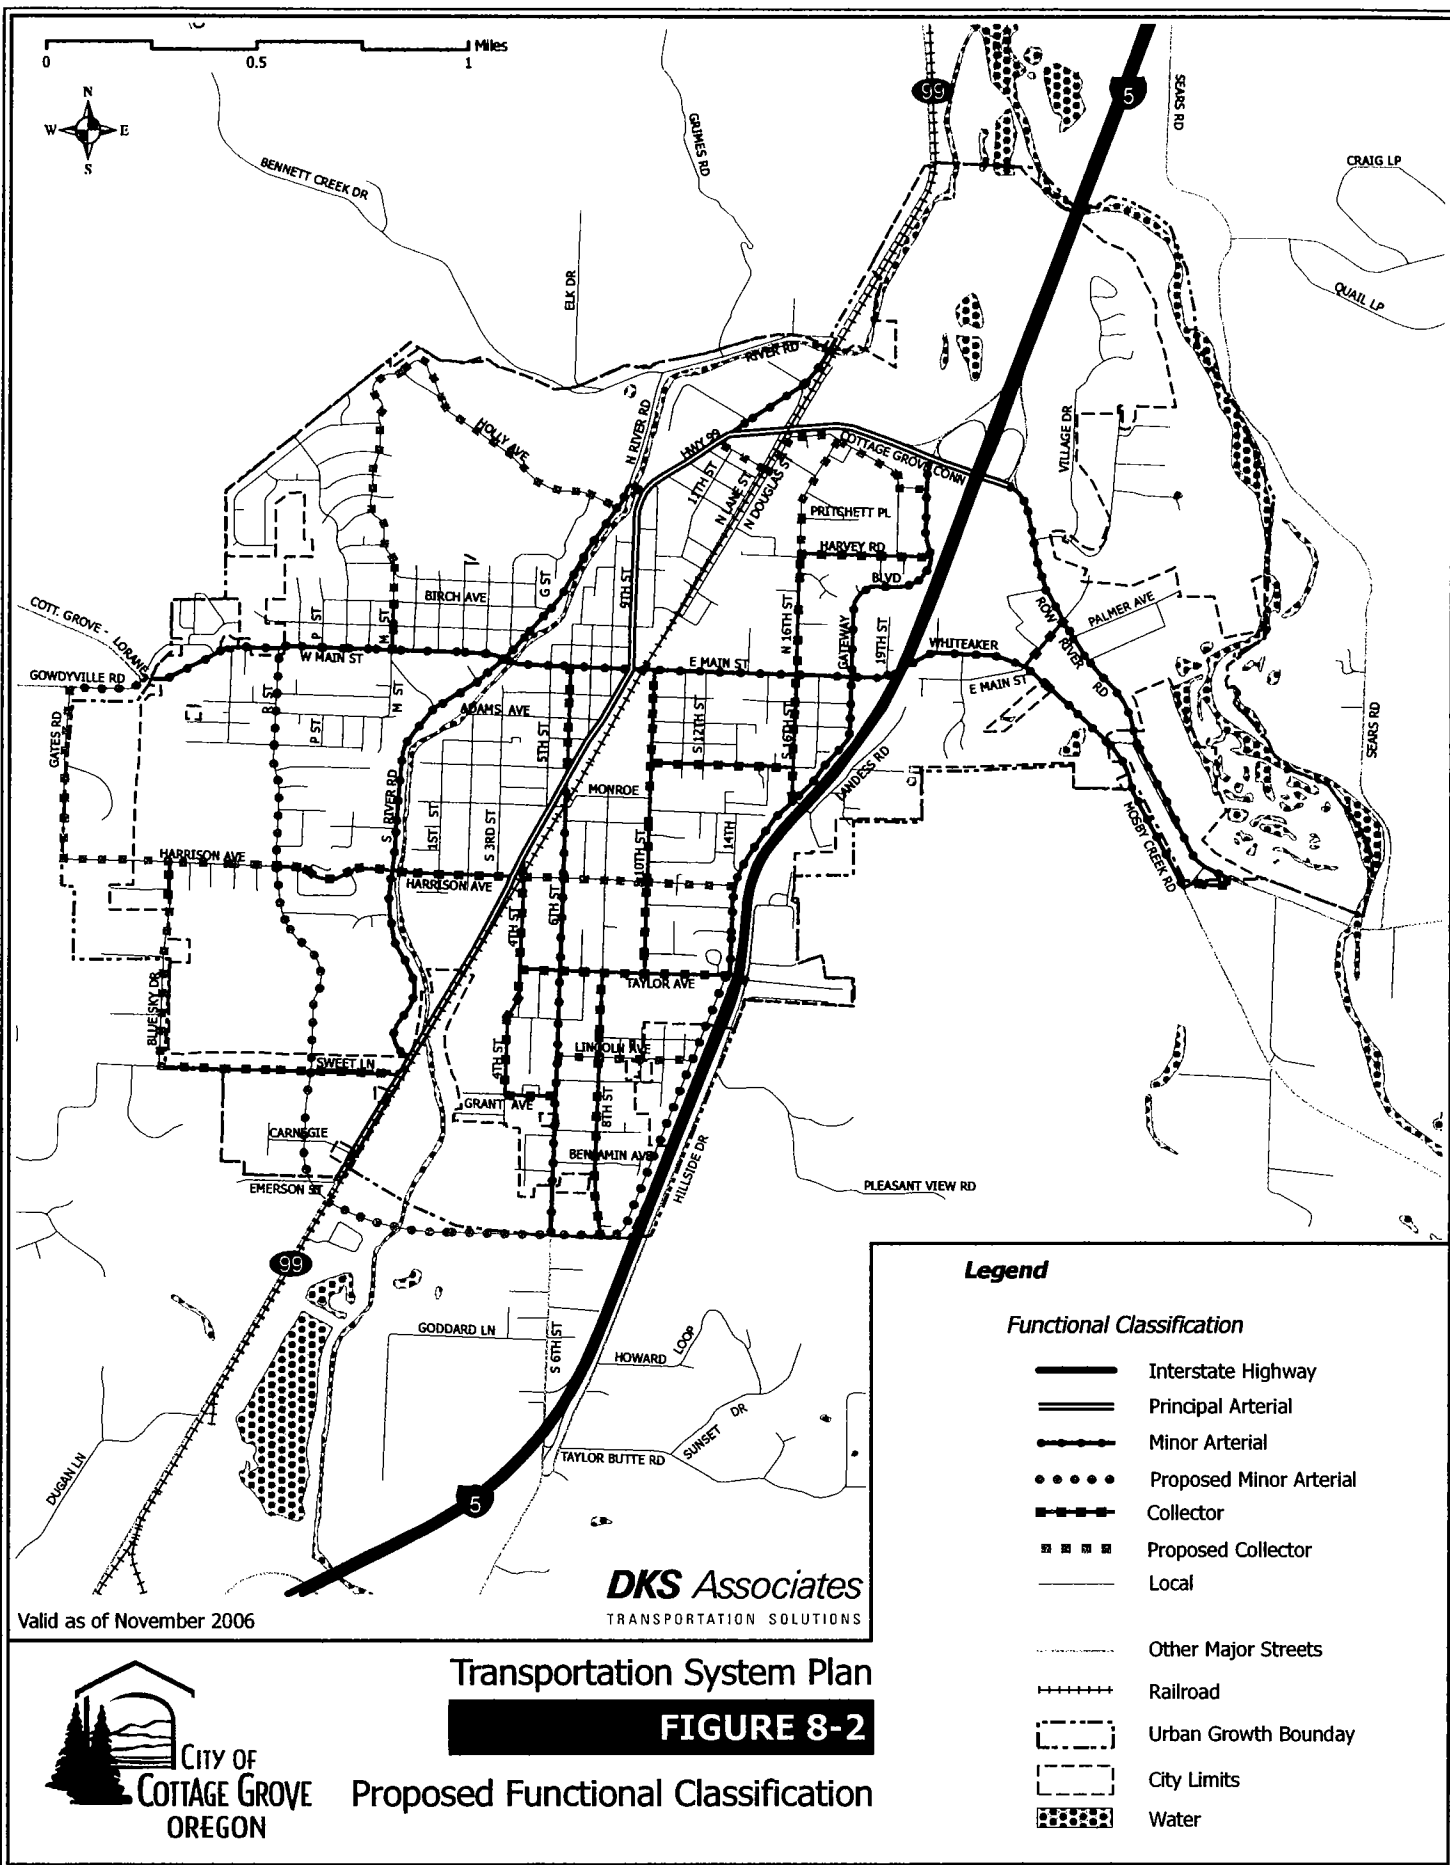 Miles
0
0.5
1
N
W
E
S
99
5
SEARS RD
GRIMES RD
BENNETT CREEK DR
CRAIG LP
ELK DR
QUAIL LP
RIVER RD
N RIVER RD
HOLLY AVE
HWY 99
COTTAGE GROVE CONN
VILLAGE DR
11TH ST
N LANE ST
N DOUGLAS ST
PRITCHETT PL
HARVEY RD
BLVD
G ST
9TH ST
BIRCH AVE
P ST
M ST
COTT. GROVE - LORANE
N 16TH ST
GATEWAY
19TH ST
ROW RIVER RD
PALMER AVE
WHITEAKER
W MAIN ST
E MAIN ST
E MAIN ST
GOWDYVILLE RD
GATES RD
R ST
P ST
M ST
ADAMS AVE
5TH ST
S 12TH ST
S 16TH ST
LANDESS RD
SEARS RD
MONROE
S RIVER RD
1ST ST
S 3RD ST
S 10TH ST
14TH
MOSBY CREEK RD
HARRISON AVE
HARRISON AVE
4TH ST
6TH ST
TAYLOR AVE
BLUE SKY DR
LINCOLN AVE
SWEET LN
4TH ST
GRANT AVE
8TH ST
CARNEGIE
BENJAMIN AVE
HILLSIDE DR
EMERSON ST
PLEASANT VIEW RD
99
GODDARD LN
S 6TH ST
HOWARD LOOP
SUNSET DR
TAYLOR BUTTE RD
DUGAN LN
5
DKS Associates
TRANSPORTATION SOLUTIONS
Valid as of November 2006
Legend
Functional Classification
Interstate Highway
Principal Arterial
Minor Arterial
Proposed Minor Arterial
Collector
Proposed Collector
Local
Other Major Streets
Railroad
Urban Growth Bounday
City Limits
Water
CITY OF
COTTAGE GROVE
OREGON
Transportation System Plan
FIGURE 8-2
Proposed Functional Classification